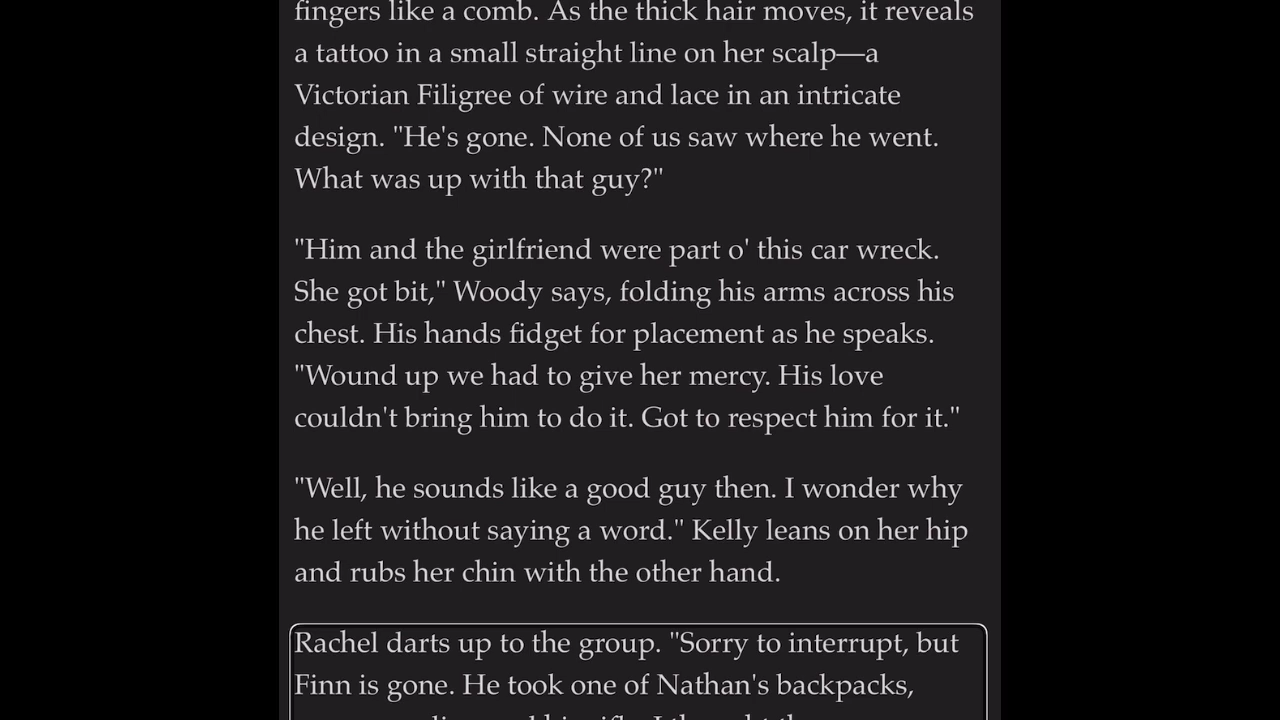 fingers like a comb. As the thick hair moves, it reveals
a tattoo in a small straight line on her scalp—a
Victorian Filigree of wire and lace in an intricate
design. "He's gone. None of us saw where he went.
What was up with that guy?"
"Him and the girlfriend were part o' this car wreck.
She got bit," Woody says, folding his arms across his
chest. His hands fidget for placement as he speaks.
"Wound up we had to give her mercy. His love
couldn't bring him to do it. Got to respect him for it."
"Well, he sounds like a good guy then. I wonder why
he left without saying a word." Kelly leans on her hip
and rubs her chin with the other hand.
Rachel darts up to the group. "Sorry to interrupt, but
Finn is gone. He took one of Nathan's backpacks,